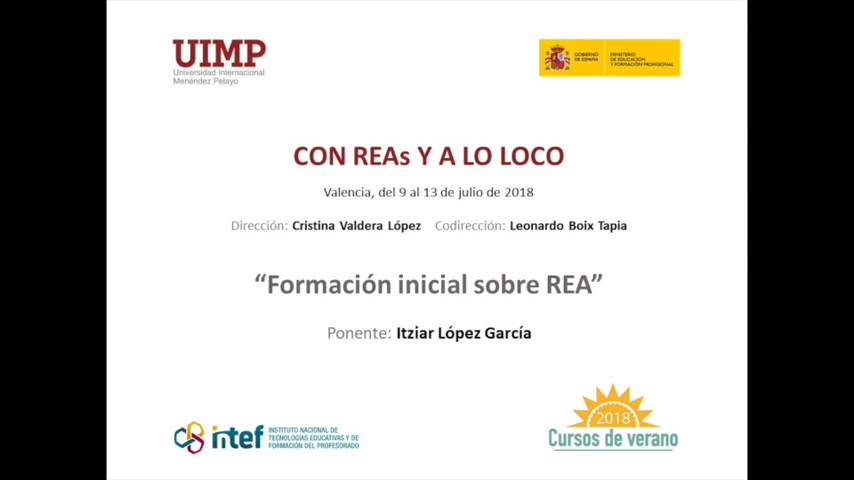 UIMP
Universidad Internacional
Menéndez Pelayo
GOBIERNO
DE ESPAÑA
MINISTERIO
DE EDUCACIÓN
Y FORMACIÓN PROFESIONAL
CON REAs Y A LO LOCO
Valencia, del 9 al 13 de julio de 2018
Dirección: Cristina Valdera López Codirección: Leonardo Boix Tapia
“Formación inicial sobre REA”
Ponente: Itziar López García
intef
INSTITUTO NACIONAL DE
TECNOLOGÍAS EDUCATIVAS Y DE
FORMACIÓN DEL PROFESORADO
2018
Cursos de verano